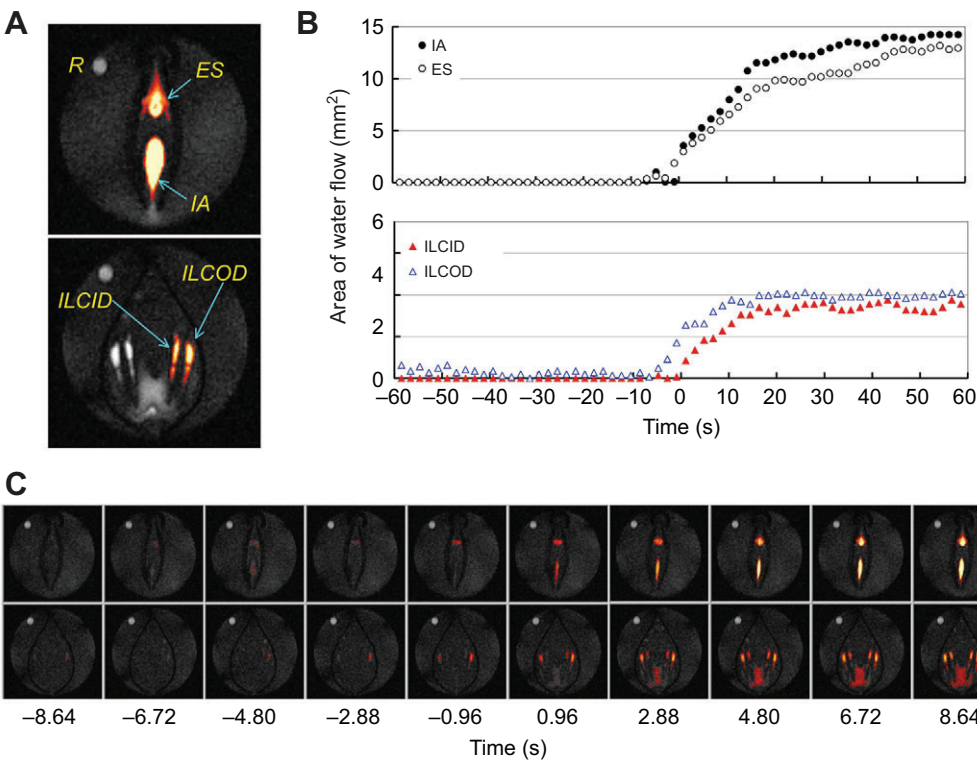 A
R
ES
IA
ILCOD
ILCID
B
Area of water flow (mm²)
15
10
5
0
IA
ES
6
4
2
0
ILCID
ILCOD
–60 –50 –40 –30 –20 –10 0 10 20 30 40 50 60
Time (s)
C
–8.64 –6.72 –4.80 –2.88 –0.96 0.96 2.88 4.80 6.72 8.64
Time (s)